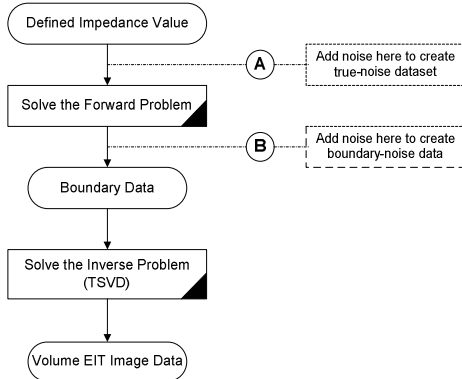 Defined Impedance Value
A
Add noise here to create
true-noise dataset
Solve the Forward Problem
B
Add noise here to create
boundary-noise data
Boundary Data
Solve the Inverse Problem
(TSVD)
Volume EIT Image Data